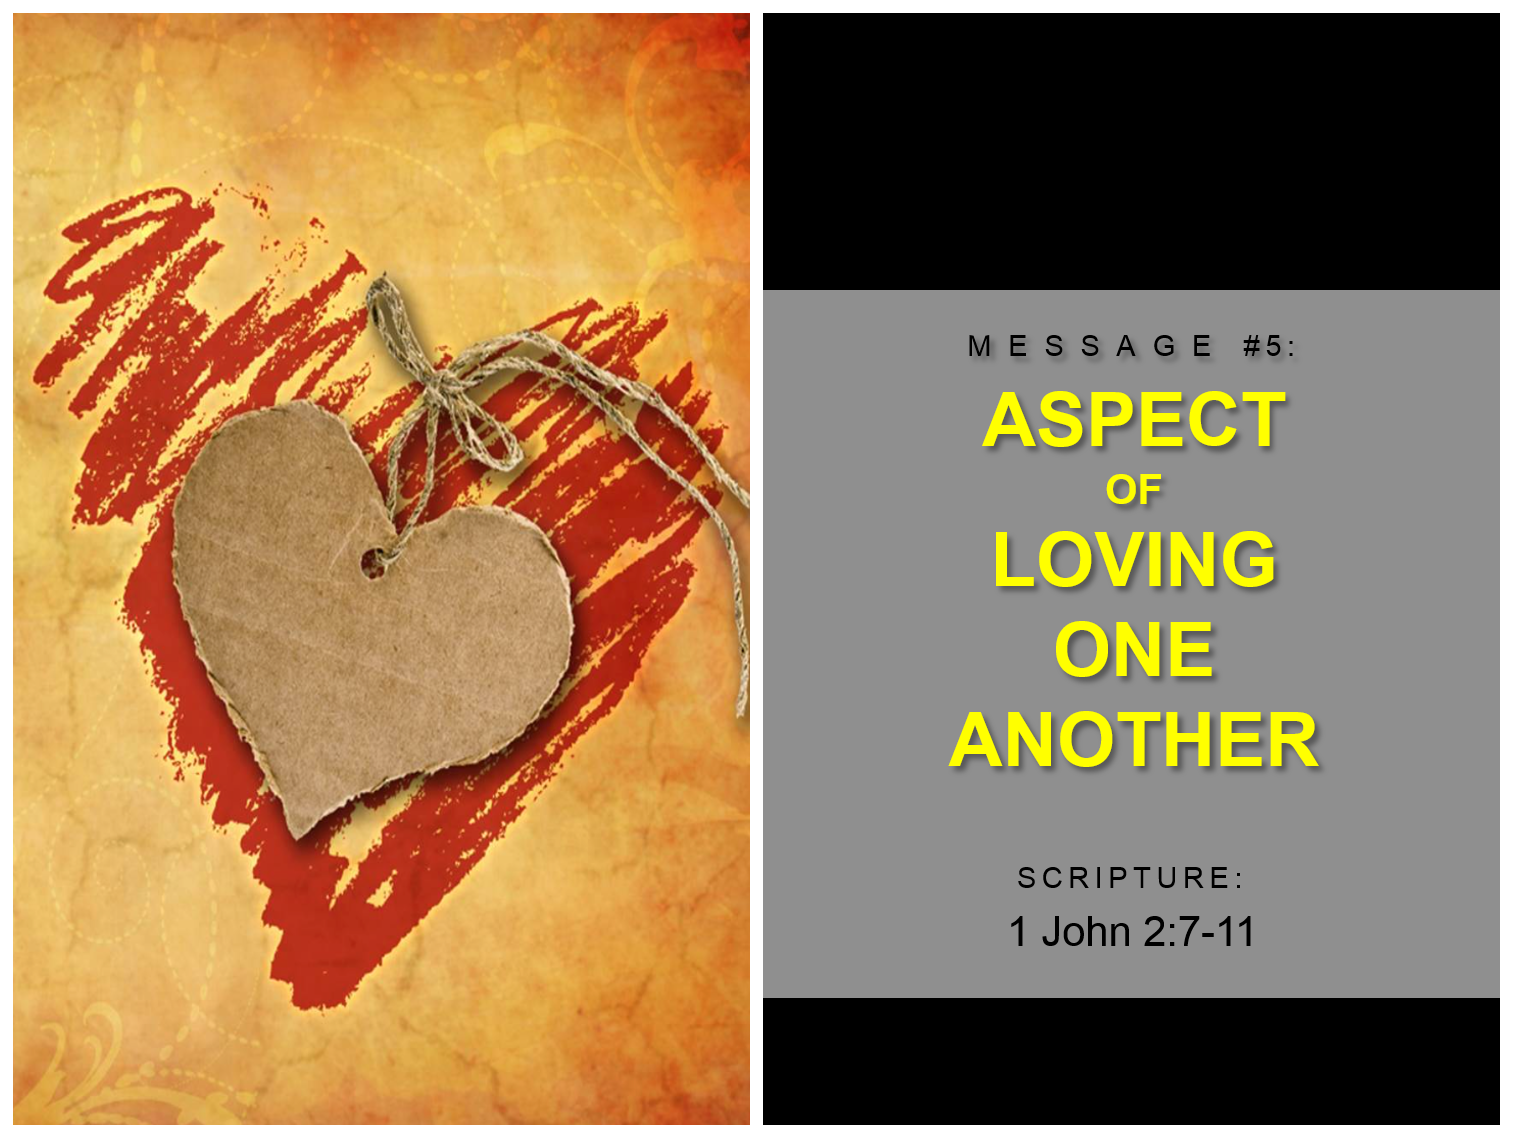 MESSAGE #5:
ASPECT
OF
LOVING
ONE
ANOTHER
SCRIPTURE:
1 John 2:7-11